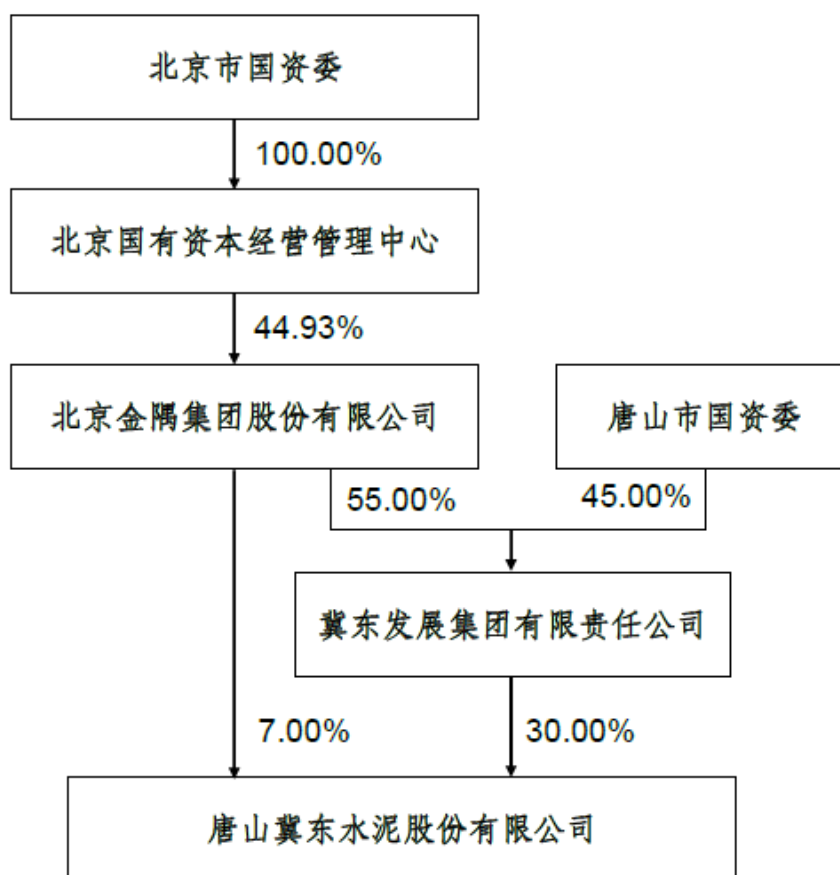 北京市国资委
100.00%
北京国有资本经营管理中心
44.93%
北京金隅集团股份有限公司
唐山市国资委
55.00%
45.00%
冀东发展集团有限责任公司
7.00%
30.00%
唐山冀东水泥股份有限公司